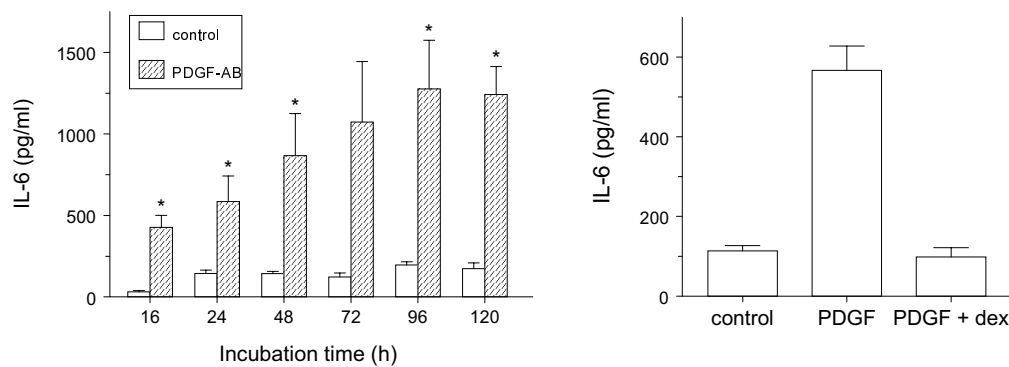 control
PDGF-AB
IL-6 (pg/ml)
1500
1000
500
0
*
*
*
*
*
16 24 48 72 96 120
Incubation time (h)
IL-6 (pg/ml)
600
400
200
0
control PDGF PDGF + dex